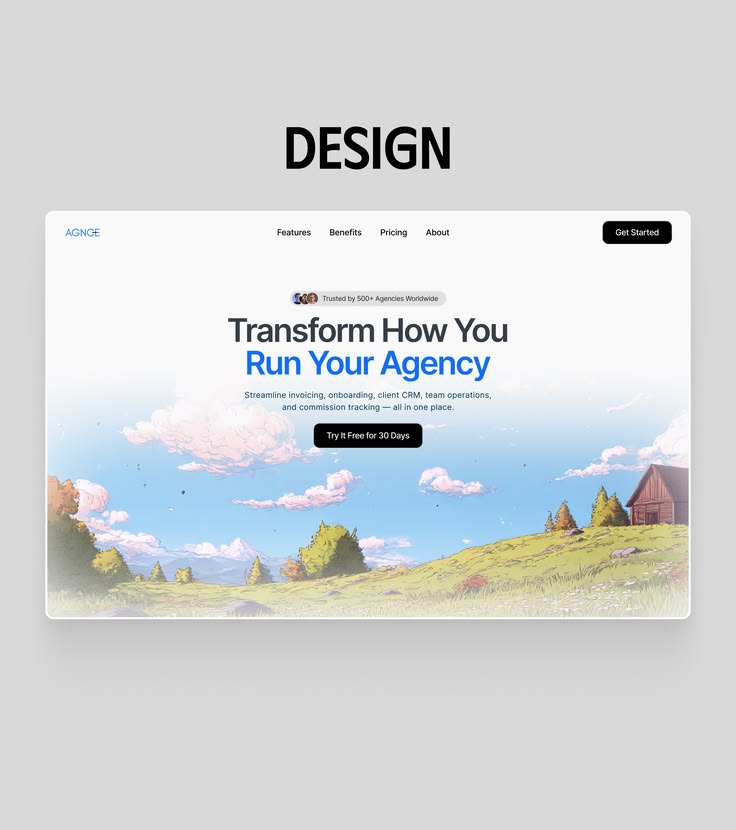 DESIGN
AGNCE
Features Benefits Pricing About
Get Started
Trusted by 500+ Agencies Worldwide
Transform How You
Run Your Agency
Streamline invoicing, onboarding, client CRM, team operations,
and commission tracking — all in one place.
Try It Free for 30 Days